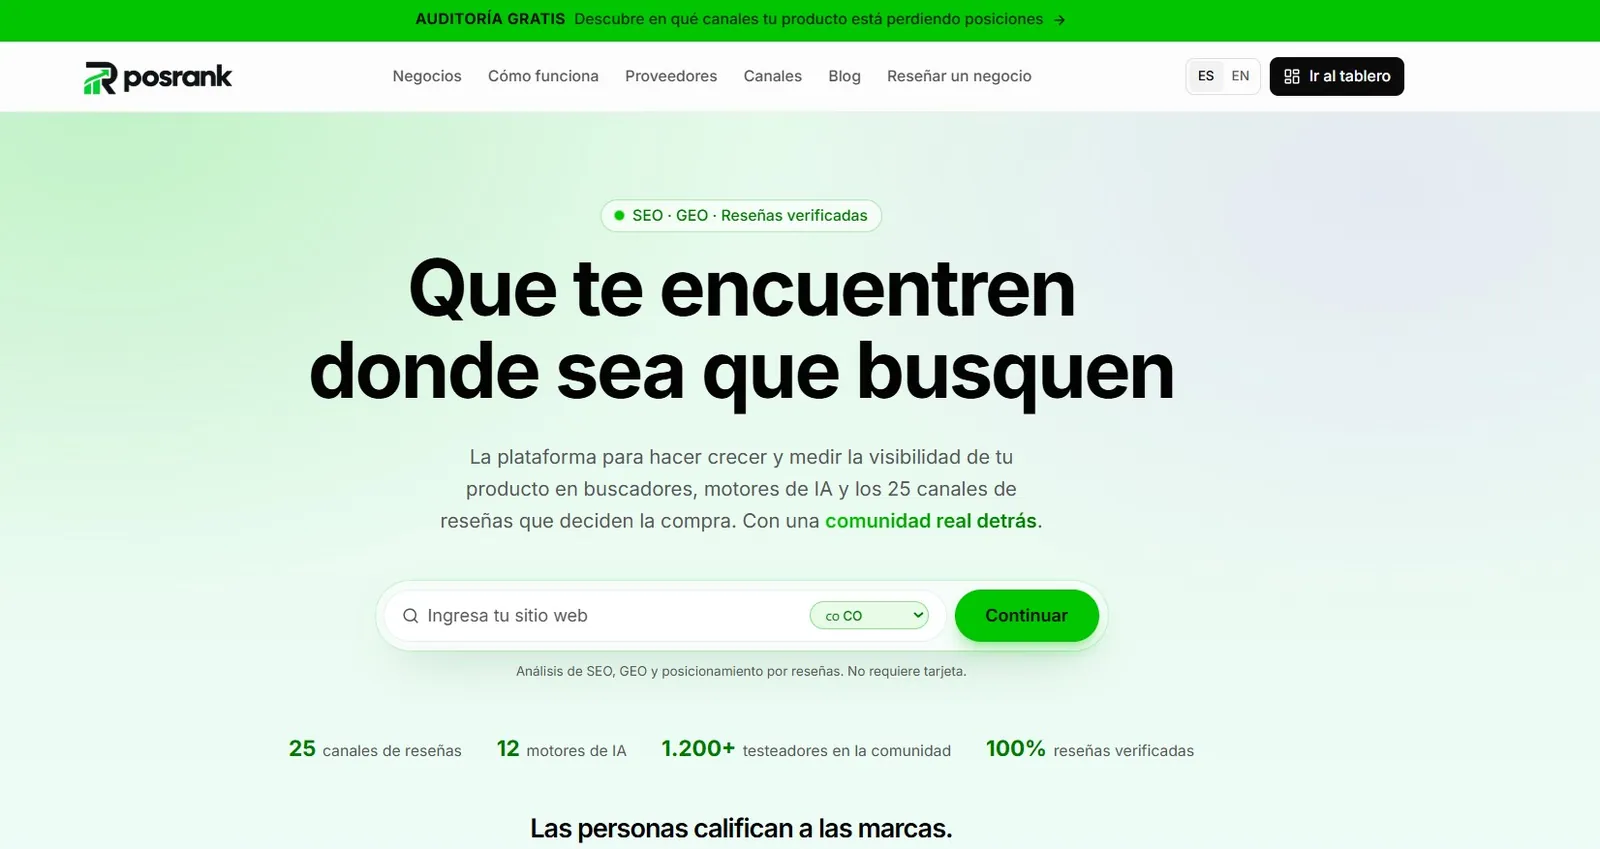 AUDITORÍA GRATIS Descubre en qué canales tu producto está perdiendo posiciones →
posrank
Negocios Cómo funciona Proveedores Canales Blog Reseñar un negocio
ES EN Ir al tablero
SEO · GEO · Reseñas verificadas
Que te encuentren
donde sea que busquen
La plataforma para hacer crecer y medir la visibilidad de tu
producto en buscadores, motores de IA y los 25 canales de
reseñas que deciden la compra. Con una comunidad real detrás.
Ingresa tu sitio web co CO Continuar
Análisis de SEO, GEO y posicionamiento por reseñas. No requiere tarjeta.
25 canales de reseñas 12 motores de IA 1.200+ testeadores en la comunidad 100% reseñas verificadas
Las personas califican a las marcas.